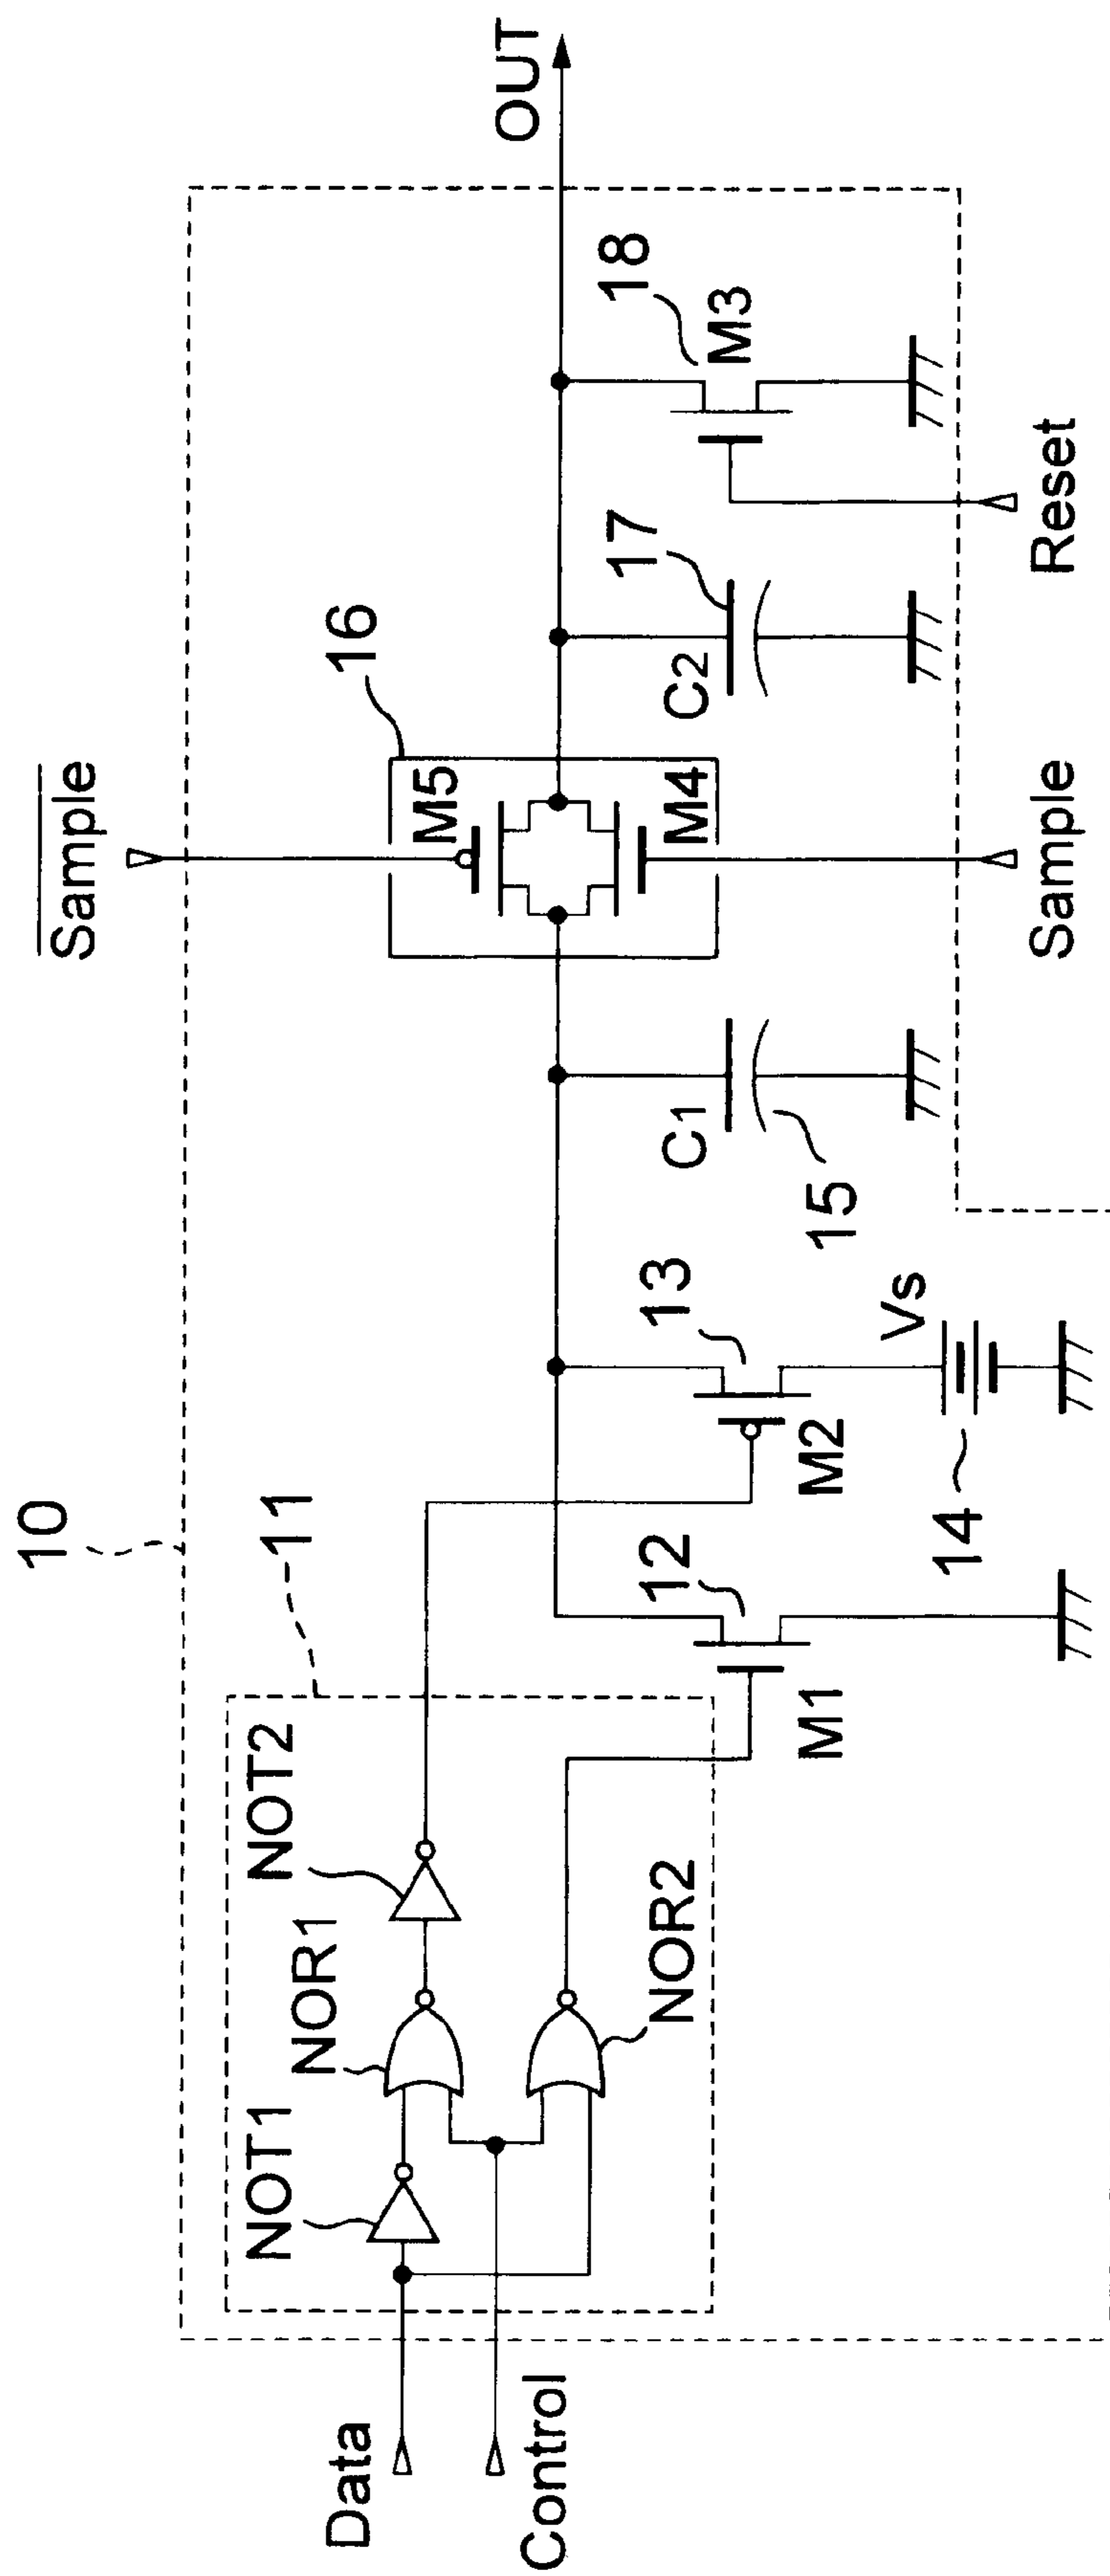 10
11
Data
Control
NOT1
NOR1
NOT2
NOR2
M1
12
M2
13
14
Vs
C1
15
Sample
16
M5
M4
Sample
C2
17
18
M3
Reset
OUT